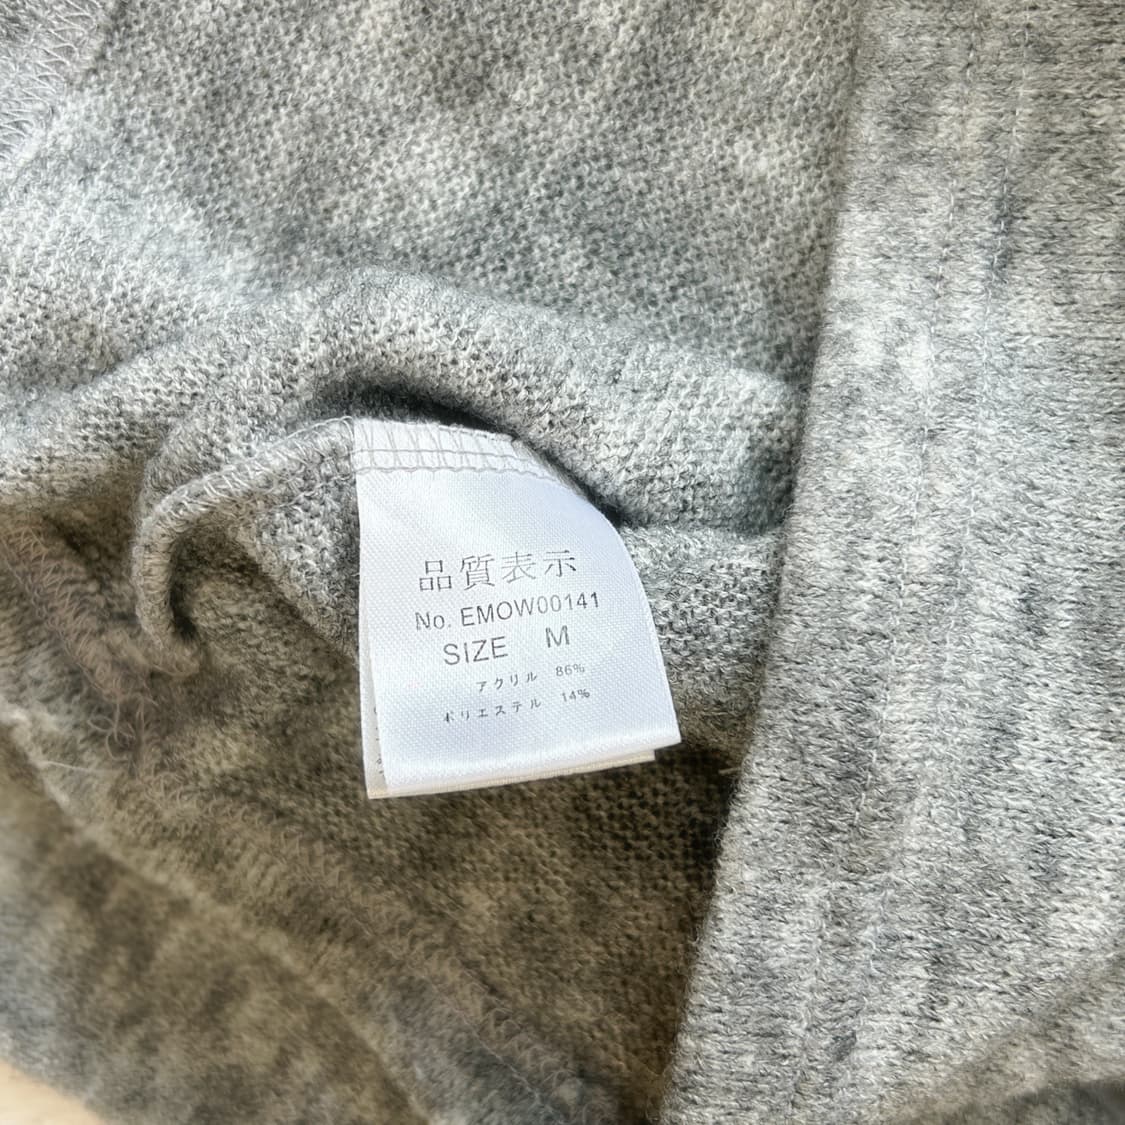 品質表示
No. EMOW00141
SIZE M
アクリル 86%
ポリエステル 14%